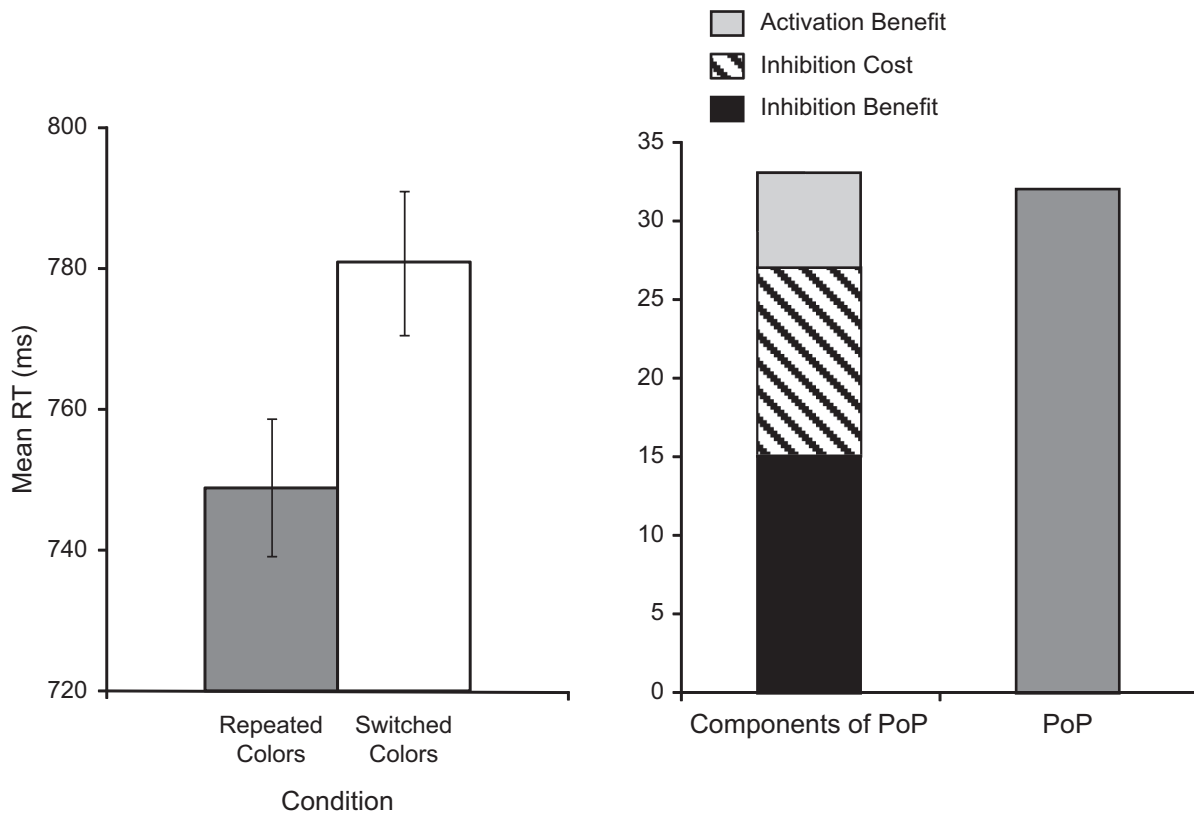 Activation Benefit
Inhibition Cost
Inhibition Benefit
800
780
760
740
720
Mean RT (ms)
Repeated Colors
Switched Colors
Condition
35
30
25
20
15
10
5
0
Components of PoP
PoP